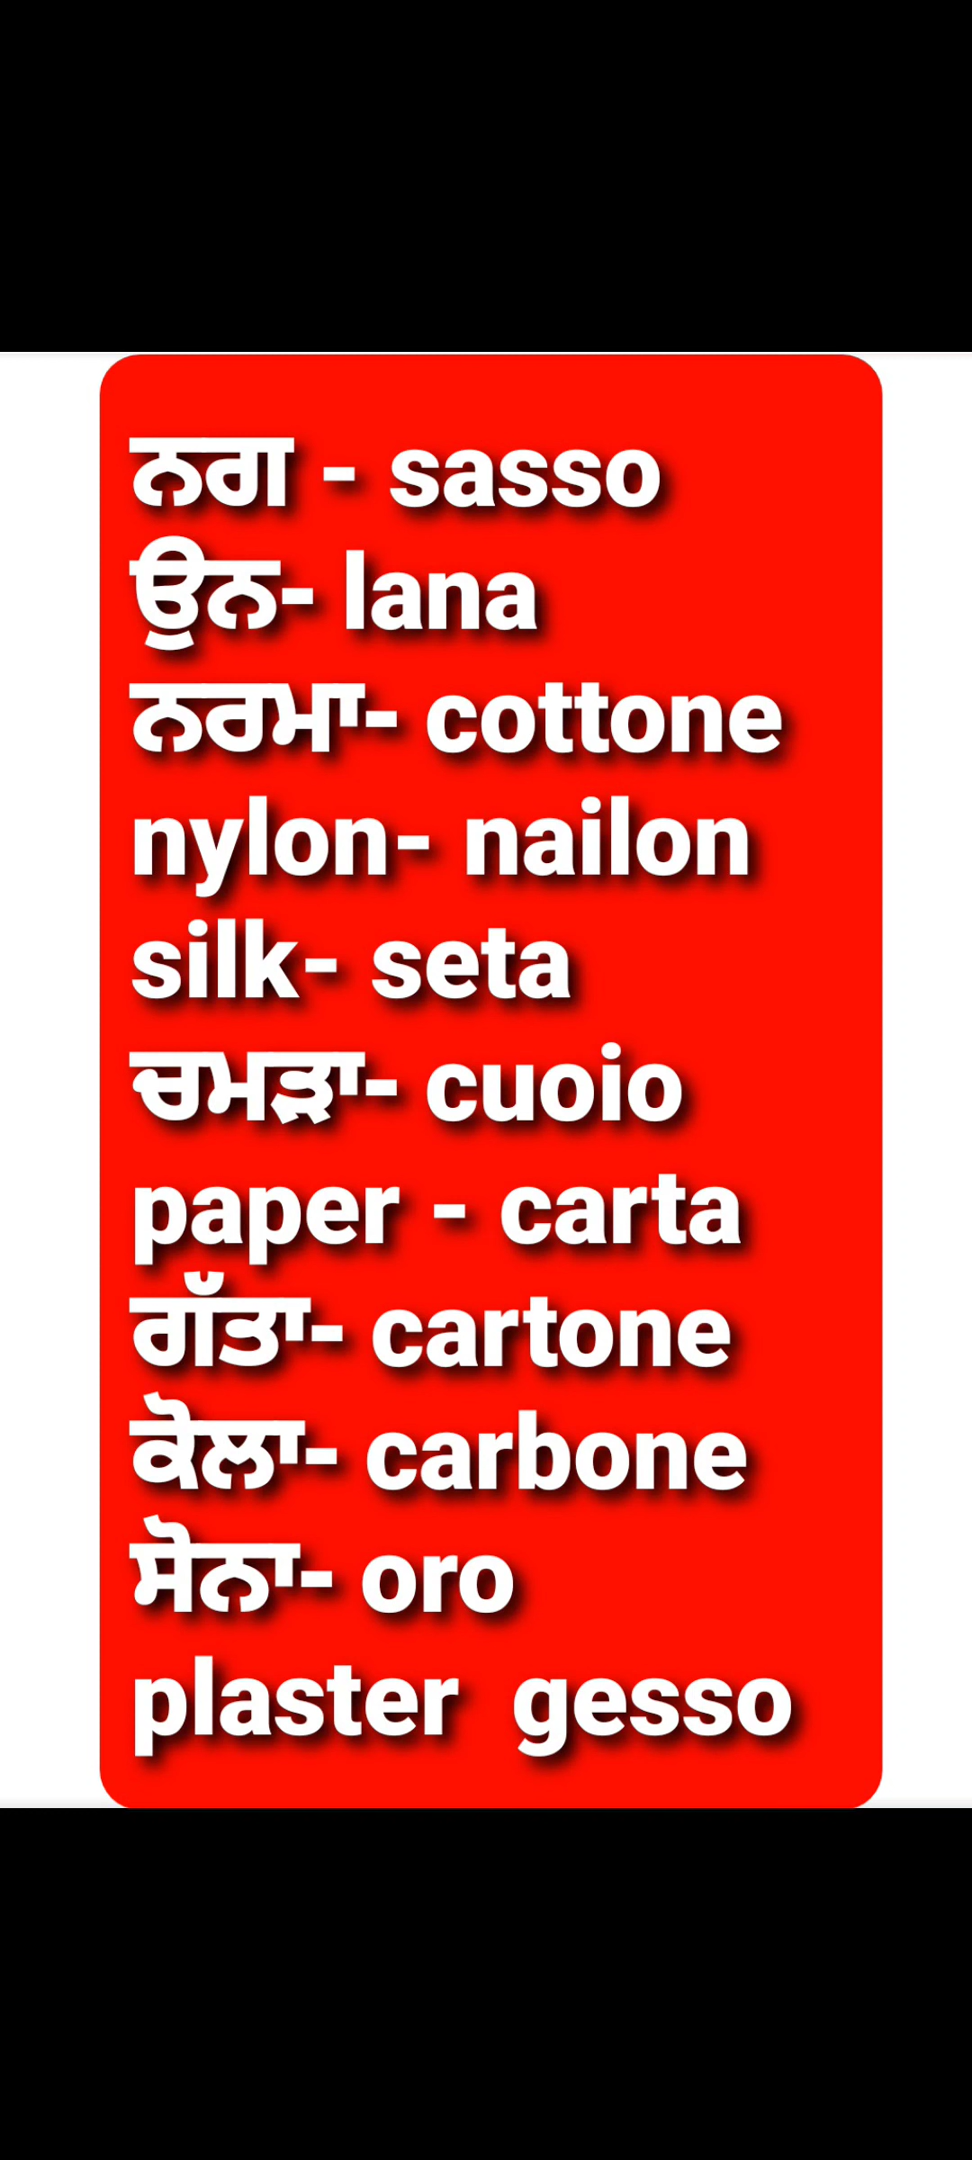 ਨਗ - sasso
ਉਨ- lana
ਨਰਮਾ- cottone
nylon- nailon
silk- seta
ਚਮੜਾ- cuoio
paper - carta
ਗੱਤਾ- cartone
ਕੋਲਾ- carbone
ਸੋਨਾ- oro
plaster  gesso